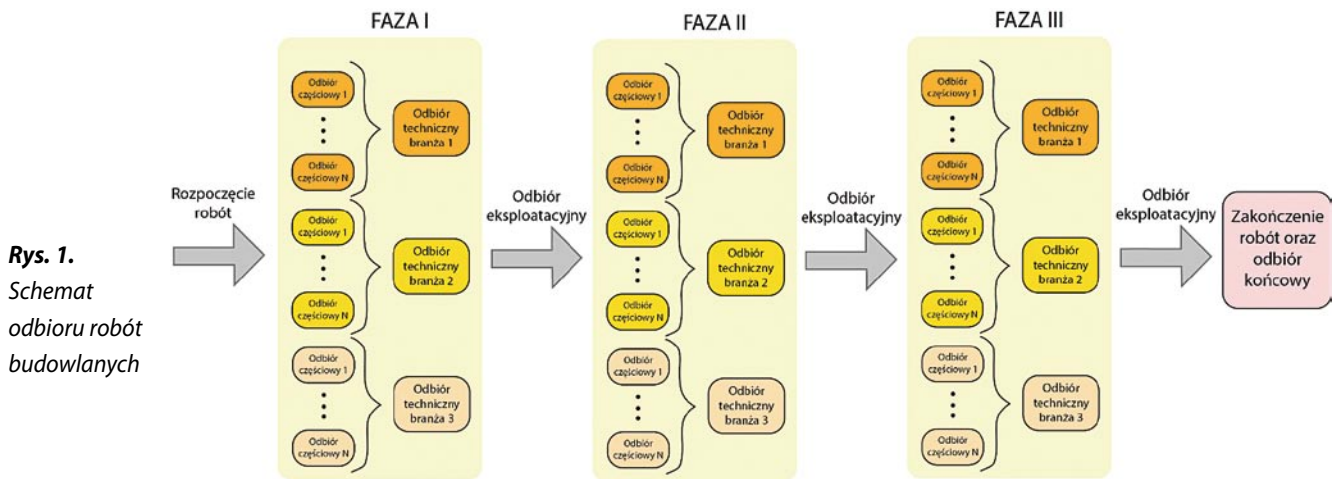 Rys. 1.
Schemat
odbioru robót
budowlanych
Rozpoczęcie
robót
FAZA I
Odbiór
częściowy 1
Odbiór
częściowy N
Odbiór
techniczny
branża 1
Odbiór
częściowy 1
Odbiór
częściowy N
Odbiór
techniczny
branża 2
Odbiór
częściowy 1
Odbiór
częściowy N
Odbiór
techniczny
branża 3
Odbiór
eksploatacyjny
FAZA II
Odbiór
częściowy 1
Odbiór
częściowy N
Odbiór
techniczny
branża 1
Odbiór
częściowy 1
Odbiór
częściowy N
Odbiór
techniczny
branża 2
Odbiór
częściowy 1
Odbiór
częściowy N
Odbiór
techniczny
branża 3
Odbiór
eksploatacyjny
FAZA III
Odbiór
częściowy 1
Odbiór
częściowy N
Odbiór
techniczny
branża 1
Odbiór
częściowy 1
Odbiór
częściowy N
Odbiór
techniczny
branża 2
Odbiór
częściowy 1
Odbiór
częściowy N
Odbiór
techniczny
branża 3
Odbiór
eksploatacyjny
Zakończenie
robót oraz
odbiór
końcowy